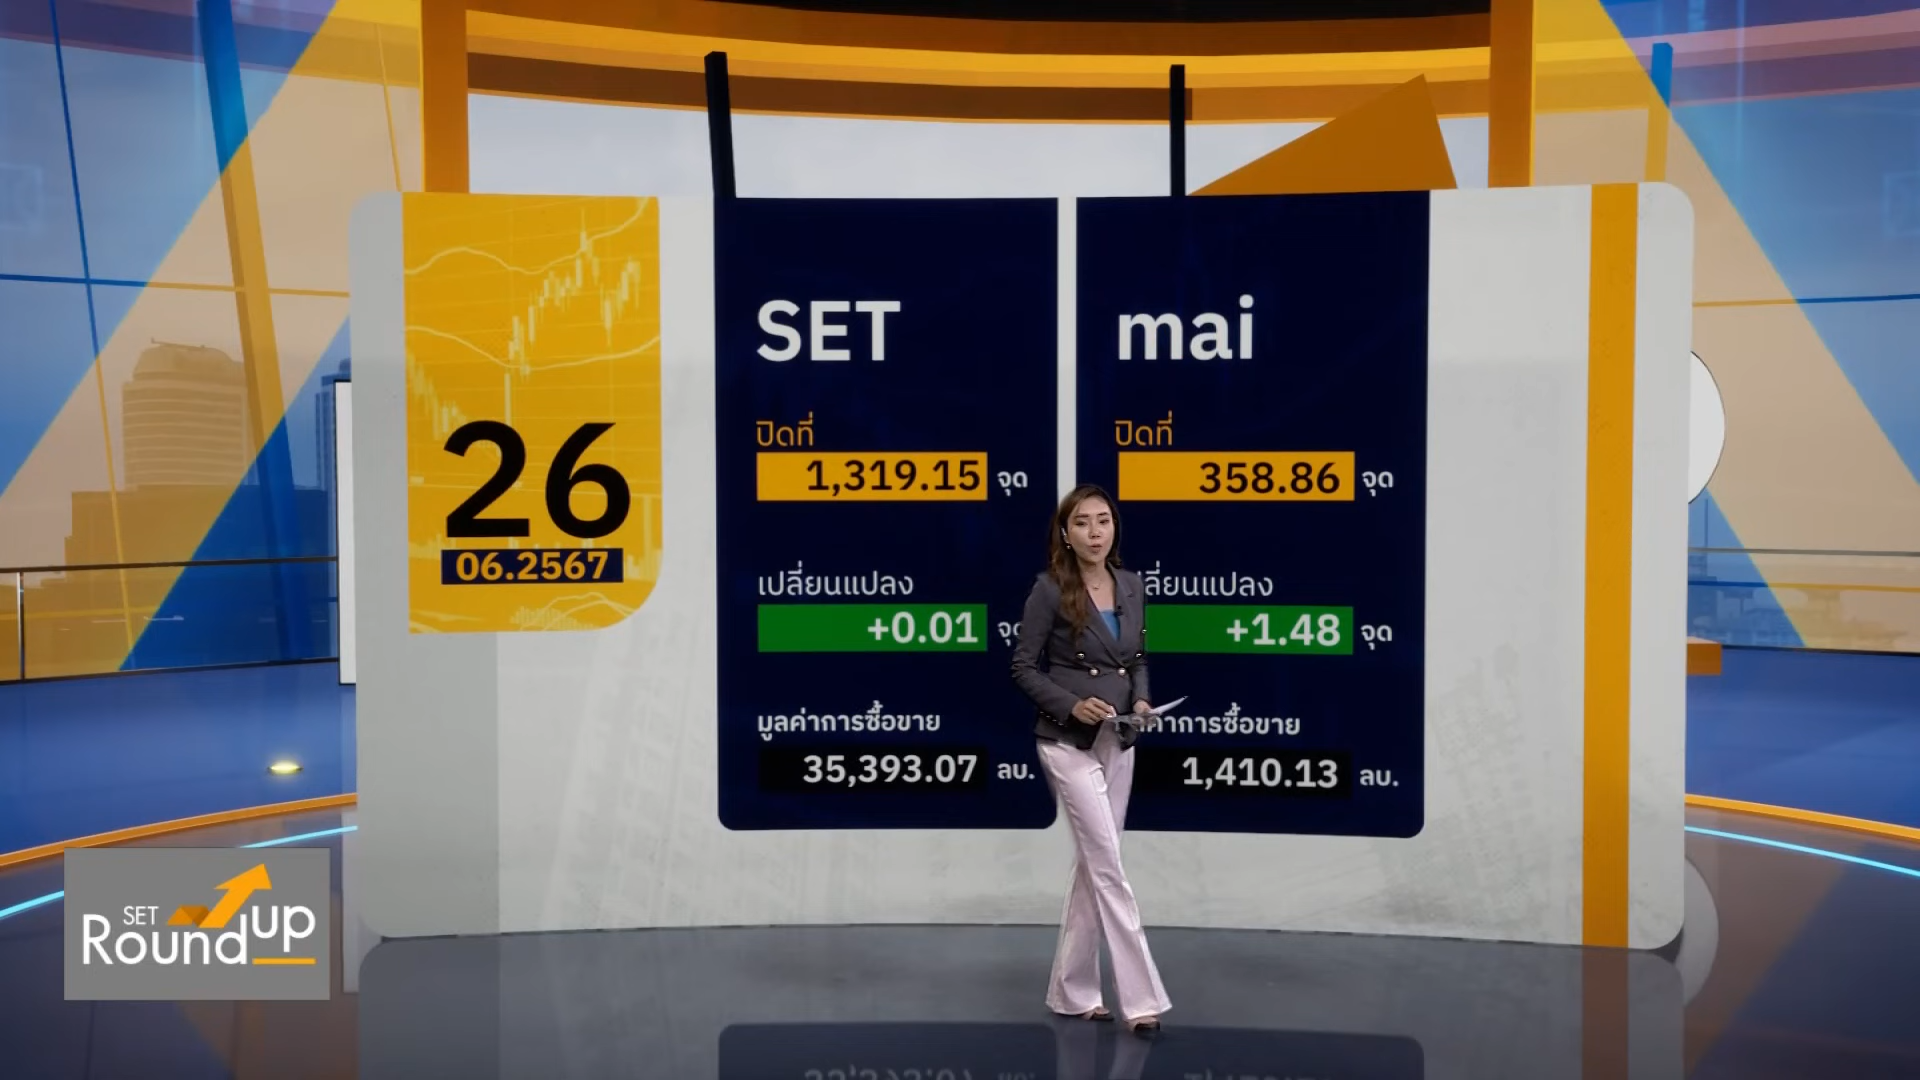 26
06.2567
SET
ปิดที่
1,319.15 จุด
เปลี่ยนแปลง
+0.01
มูลค่าการซื้อขาย
35,393.07 ลบ.
mai
ปิดที่
358.86 จุด
+1.48 จุด
1,410.13 ลบ.
SET
Roundup